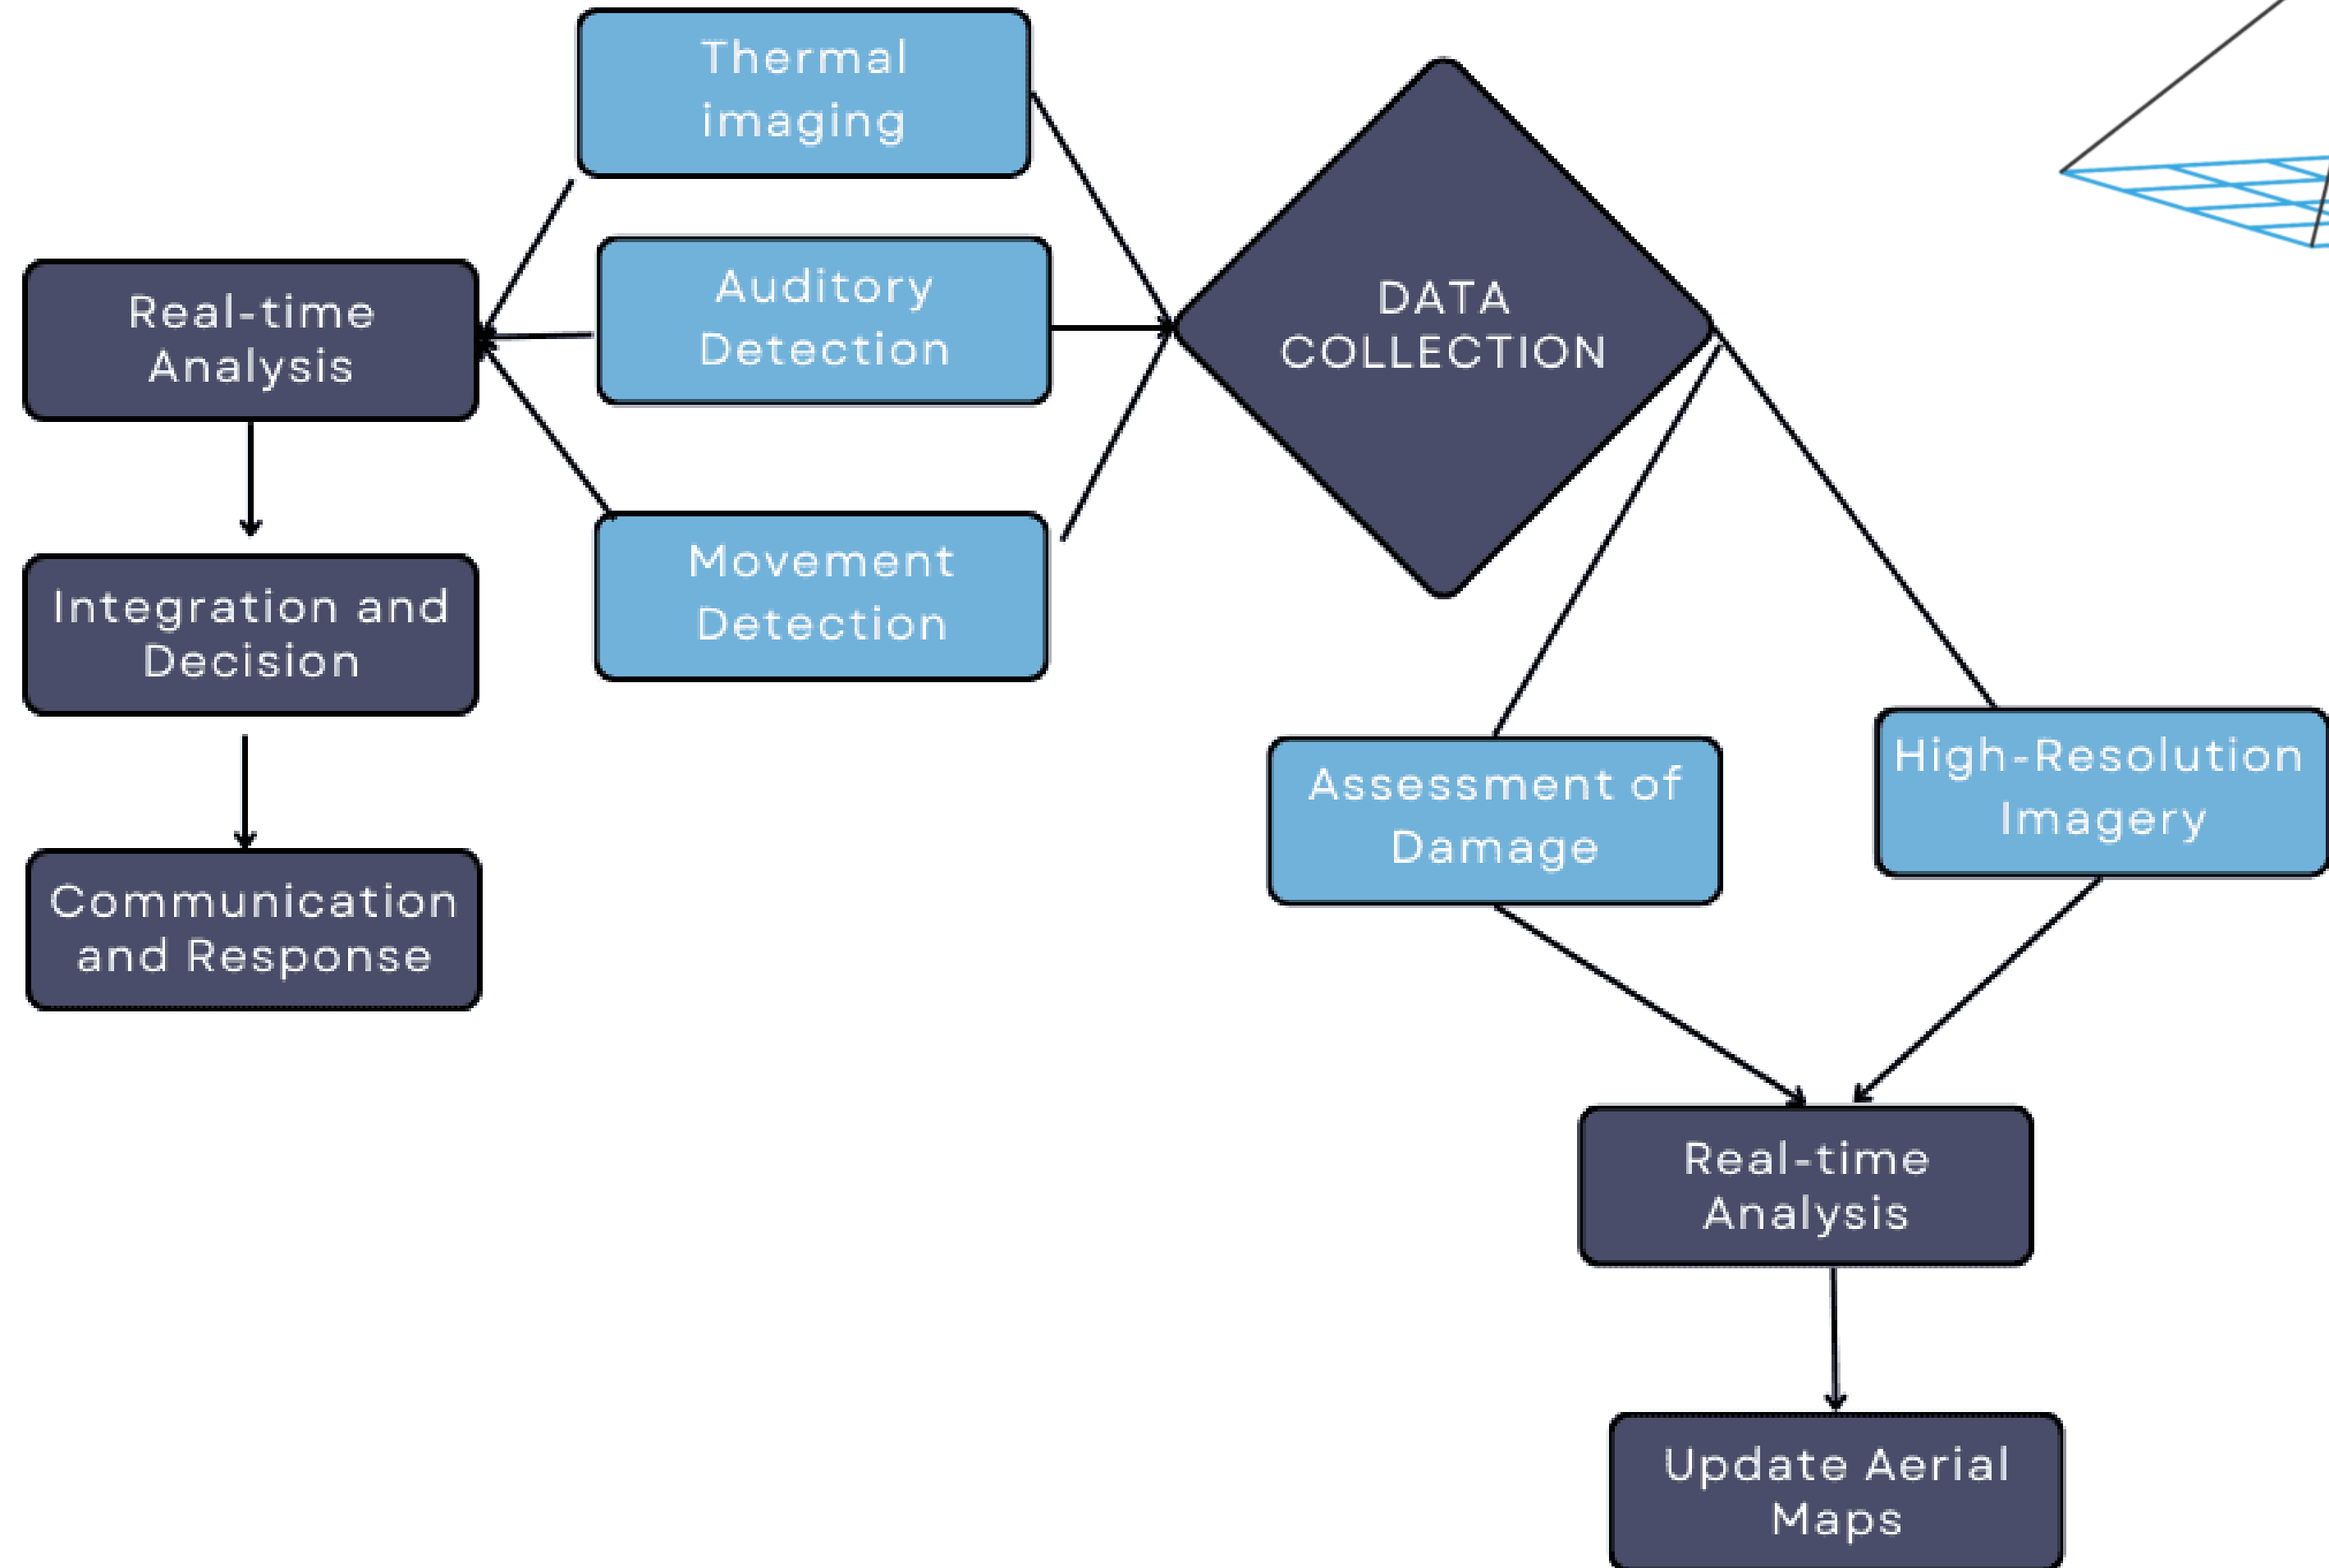 Thermal
imaging
Auditory
Detection
Movement
Detection
Real-time
Analysis
Integration and
Decision
Communication
and Response
DATA
COLLECTION
Assessment of
Damage
High-Resolution
Imagery
Real-time
Analysis
Update Aerial
Maps